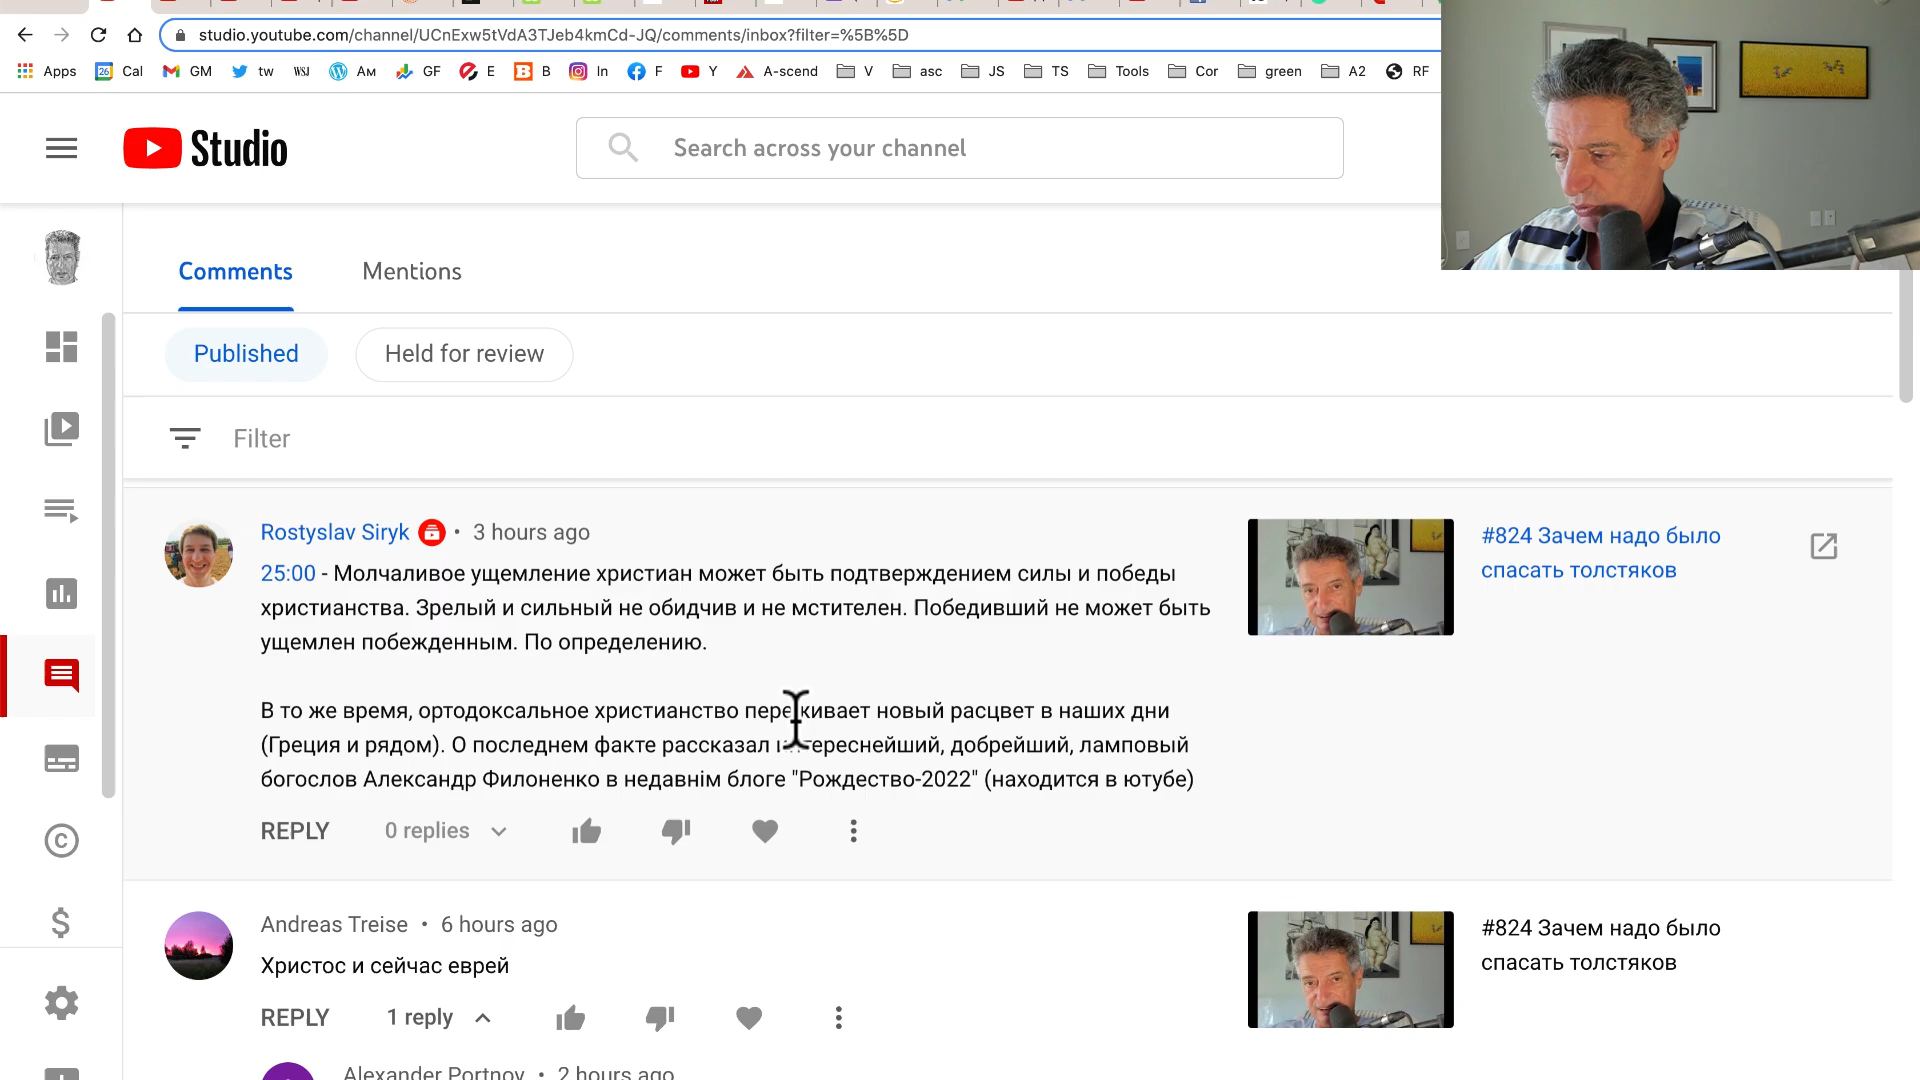 studio.youtube.com/channel/UCnExw5tVdA3TJeb4kmCd-JQ/comments/inbox?filter=%5B%5D
Apps 26 Cal GM tw WSJ Ам GF E B In F Y A-scend V asc JS TS Tools Cor green A2 RF
Studio
Search across your channel
Comments Mentions
Published Held for review
Filter
Rostyslav Siryk • 3 hours ago
25:00 - Молчаливое ущемление христиан может быть подтверждением силы и победы
христианства. Зрелый и сильный не обидчив и не мстителен. Победивший не может быть
ущемлен побежденным. По определению.
В то же время, ортодоксальное христианство переживает новый расцвет в наших дни
(Греция и рядом). О последнем факте рассказал интереснейший, добрейший, ламповый
богослов Александр Филоненко в недавнім блоге "Рождество-2022" (находится в ютубе)
REPLY 0 replies
#824 Зачем надо было
спасать толстяков
Andreas Treise • 6 hours ago
Христос и сейчас еврей
REPLY 1 reply
#824 Зачем надо было
спасать толстяков
Alexander Portnov • 2 hours ago